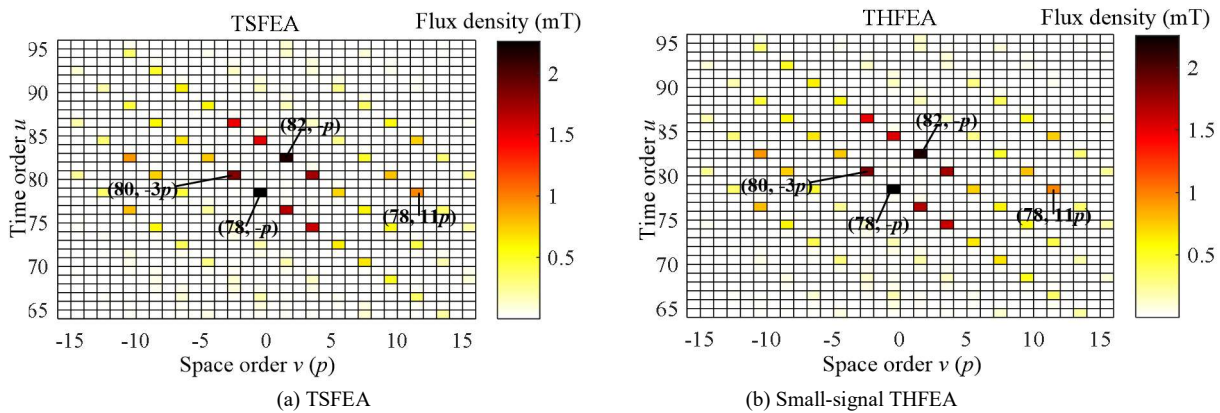 TSFEA
Flux density (mT)
95
90
85
80
75
70
65
Time order u
(82, -p)
(80, -3p)
(78, -p)
(78, 11p)
2
1.5
1
0.5
-15 -10 -5 0 5 10 15
Space order v (p)
(a) TSFEA
THFEA
Flux density (mT)
95
90
85
80
75
70
65
Time order u
(82, -p)
(80, -3p)
(78, -p)
(78, 11p)
2
1.5
1
0.5
-15 -10 -5 0 5 10 15
Space order v (p)
(b) Small-signal THFEA